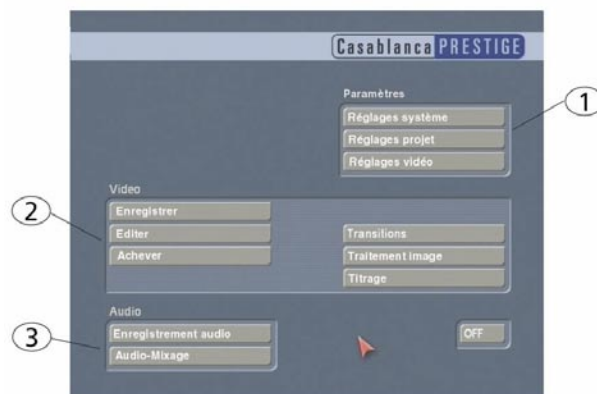 Casablanca PRESTIGE
Paramètres
1
Réglages système
Réglages projet
Réglages vidéo
Video
2
Enregistrer
Editer
Transitions
Achever
Traitement image
Titrage
Audio
3
Enregistrement audio
OFF
Audio-Mixage